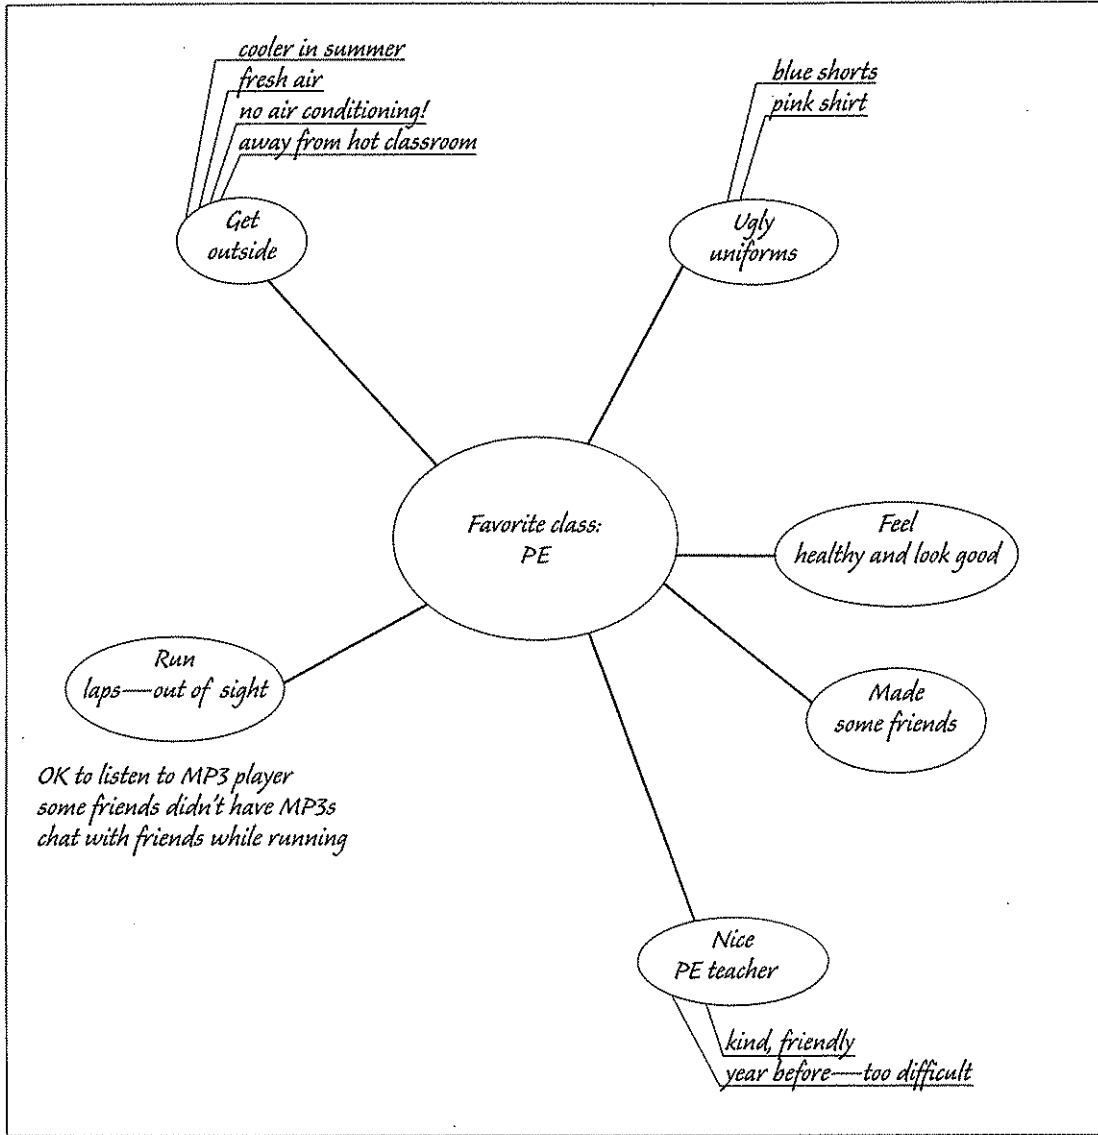 cooler in summer
fresh air
no air conditioning!
away from hot classroom
Get
outside
blue shorts
pink shirt
Ugly
uniforms
Favorite class:
PE
Feel
healthy and look good
Made
some friends
Run
laps—out of sight
OK to listen to MP3 player
some friends didn't have MP3s
chat with friends while running
Nice
PE teacher
kind, friendly
year before—too difficult